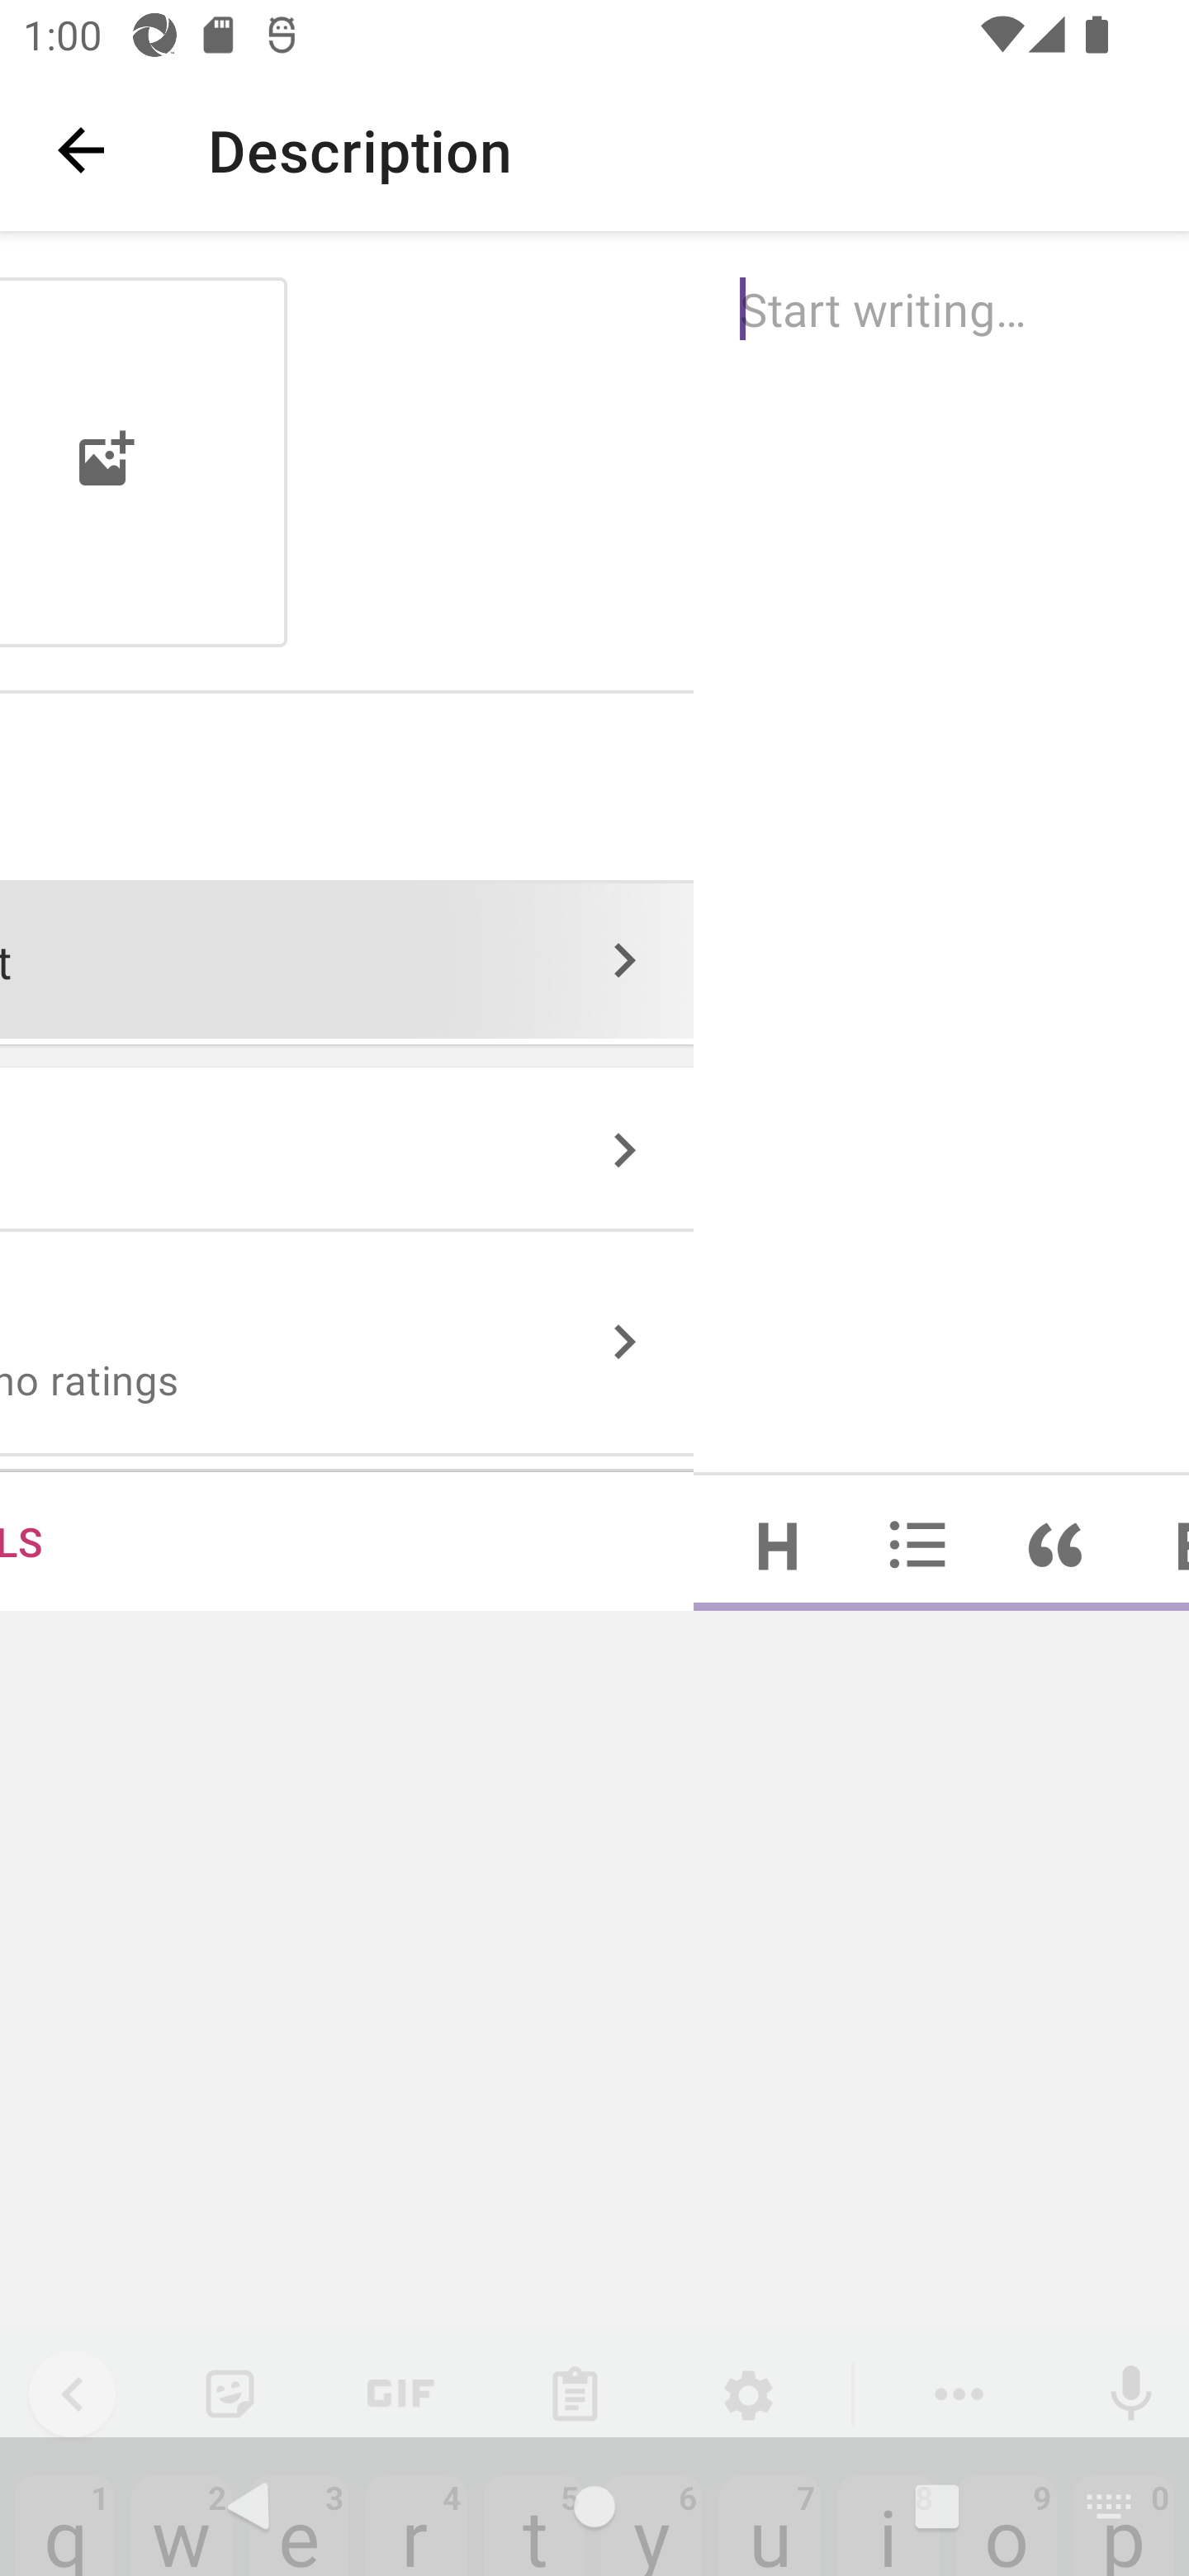 1:00
Description
Start writing…
t
no ratings
LS
H
GIF
1 2 3 4 5 6 7 8 9 0
q w e r t y u i o p